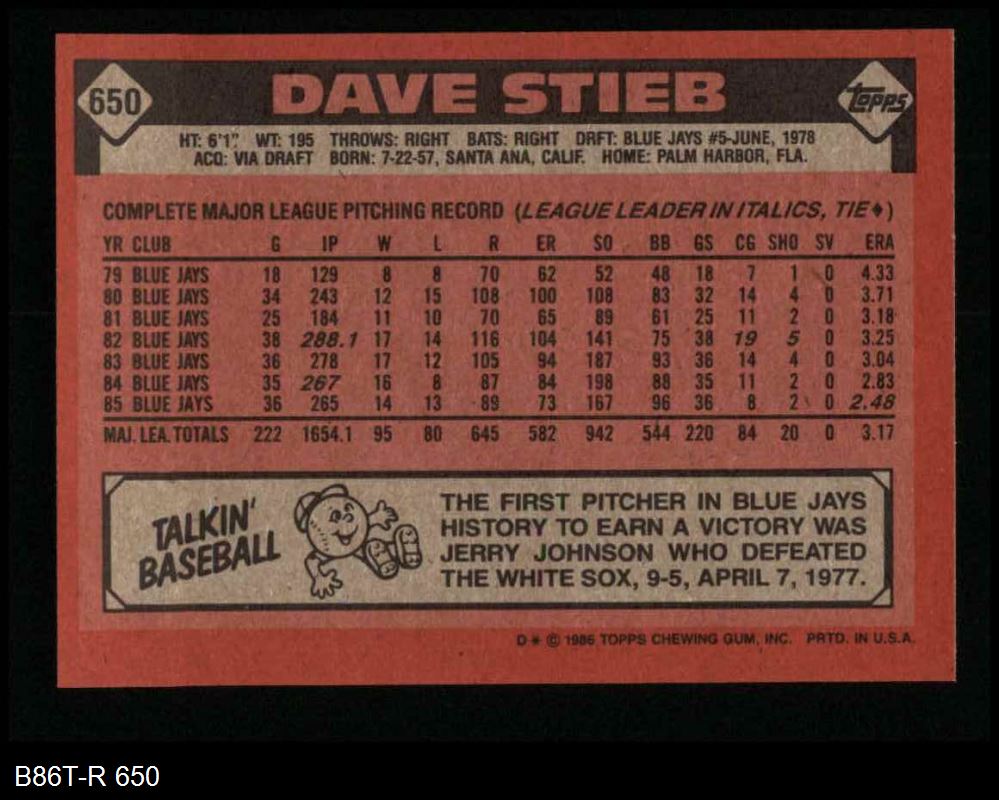 650
DAVE STIEB
Topps
HT: 6'1" WT: 195 THROWS: RIGHT BATS: RIGHT DRFT: BLUE JAYS #5-JUNE, 1978
ACQ: VIA DRAFT BORN: 7-22-57, SANTA ANA, CALIF. HOME: PALM HARBOR, FLA.
COMPLETE MAJOR LEAGUE PITCHING RECORD (LEAGUE LEADER IN ITALICS, TIE♦)
YR CLUB G IP W L R ER SO BB GS CG SHO SV ERA
79 BLUE JAYS 18 129 8 8 70 62 52 48 18 7 1 0 4.33
80 BLUE JAYS 34 243 12 15 108 100 108 83 32 14 4 0 3.71
81 BLUE JAYS 25 184 11 10 70 65 89 61 25 11 2 0 3.18
82 BLUE JAYS 38 288.1 17 14 116 104 141 75 38 19 5 0 3.25
83 BLUE JAYS 36 278 17 12 105 94 187 93 36 14 4 0 3.04
84 BLUE JAYS 35 267 16 8 87 84 198 88 35 11 2 0 2.83
85 BLUE JAYS 36 265 14 13 89 73 167 96 36 8 2 0 2.48
MAJ. LEA. TOTALS 222 1654.1 95 80 645 582 942 544 220 84 20 0 3.17
TALKIN'
BASEBALL
THE FIRST PITCHER IN BLUE JAYS
HISTORY TO EARN A VICTORY WAS
JERRY JOHNSON WHO DEFEATED
THE WHITE SOX, 9-5, APRIL 7, 1977.
D* © 1986 TOPPS CHEWING GUM, INC. PRTD. IN U.S.A.
B86T-R 650